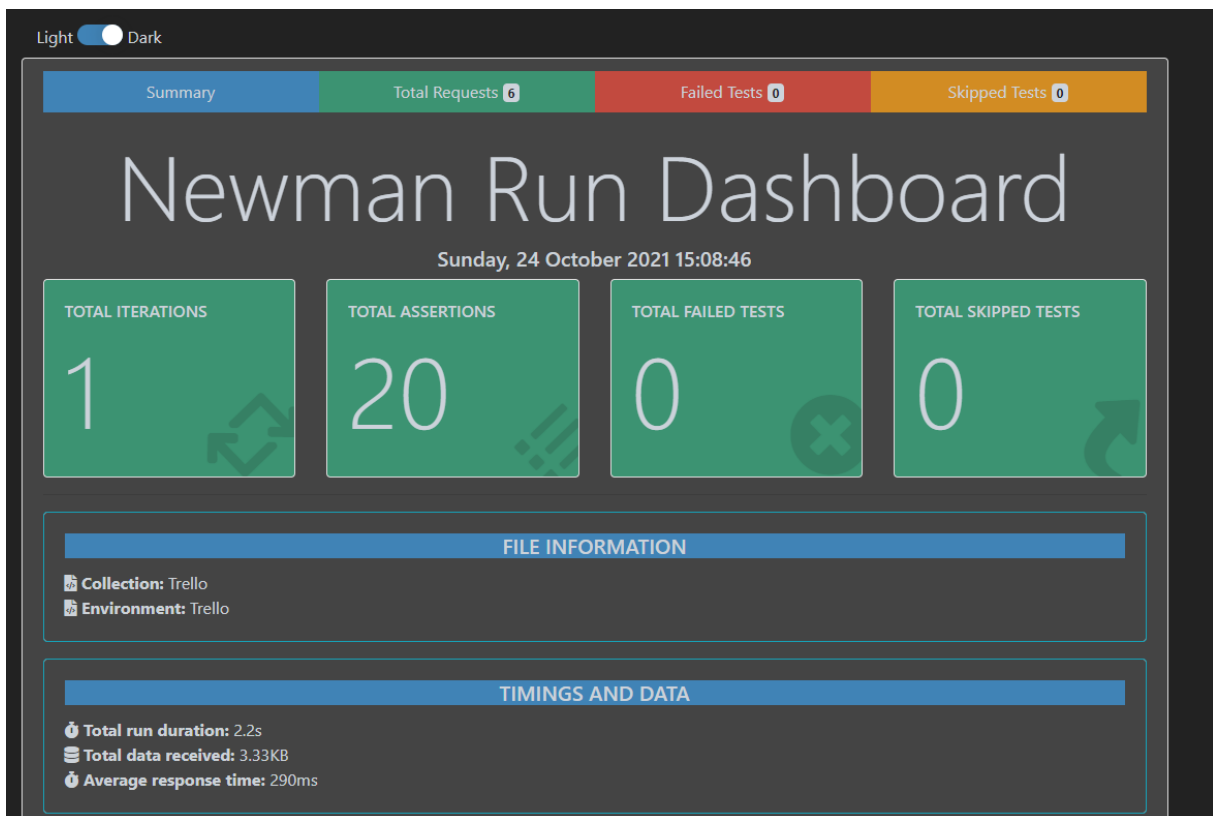 Light Dark
Summary Total Requests 6 Failed Tests 0 Skipped Tests 0
Newman Run Dashboard
Sunday, 24 October 2021 15:08:46
TOTAL ITERATIONS TOTAL ASSERTIONS TOTAL FAILED TESTS TOTAL SKIPPED TESTS
1 20 0 0
FILE INFORMATION
Collection: Trello
Environment: Trello
TIMINGS AND DATA
Total run duration: 2.2s
Total data received: 3.33KB
Average response time: 290ms